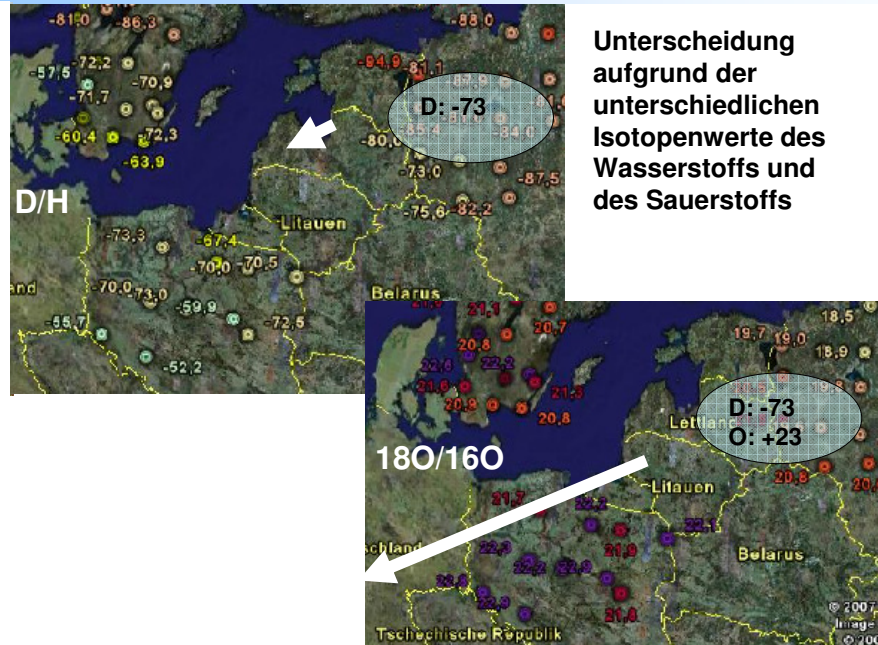 Unterscheidung
aufgrund der
unterschiedlichen
Isotopenwerte des
Wasserstoffs und
des Sauerstoffs
-81,0
-86,3
-88,0
-72,2
-94,9
-81,1
-57,5
-70,9
-71,7
D: -73
-60,4
-72,3
-84,0
-80,0
-63,9
-73,0
-87,5
D/H
-75,6
-82,2
Litauen
-73,3
-67,4
-70,0
-70,5
Belarus
-70,0
-73,0
-59,9
-72,5
-55,7
-52,2
21,1
20,7
18,5
19,7
19,0
20,8
18,9
22,2
21,6
21,3
20,8
20,8
D: -73
O: +23
Lettland
18O/16O
20,8
Litauen
21,7
22,2
22,1
21,9
Belarus
22,3
22,2
22,9
22,8
22,9
21,8
© 2007
Image
Tschechische Republik